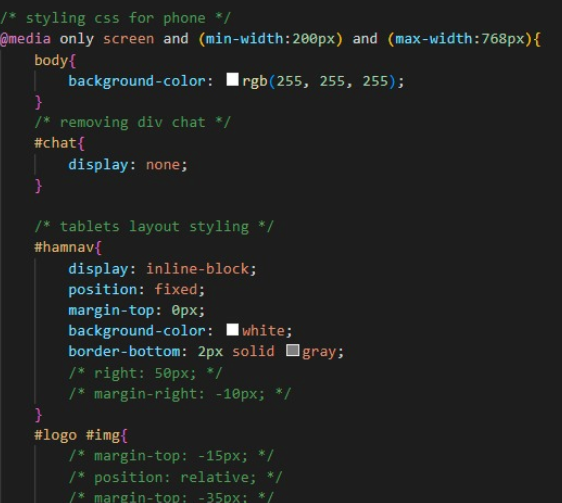 /* styling css for phone */
@media only screen and (min-width:200px) and (max-width:768px){
    body{
        background-color: rgb(255, 255, 255);
    }
    /* removing div chat */
    #chat{
        display: none;
    }

    /* tablets layout styling */
    #hamnav{
        display: inline-block;
        position: fixed;
        margin-top: 0px;
        background-color: white;
        border-bottom: 2px solid gray;
        /* right: 50px; */
        /* margin-right: -10px; */
    }
    #logo #img{
        /* margin-top: -15px; */
        /* position: relative; */
        /* margin-top: -35px; */